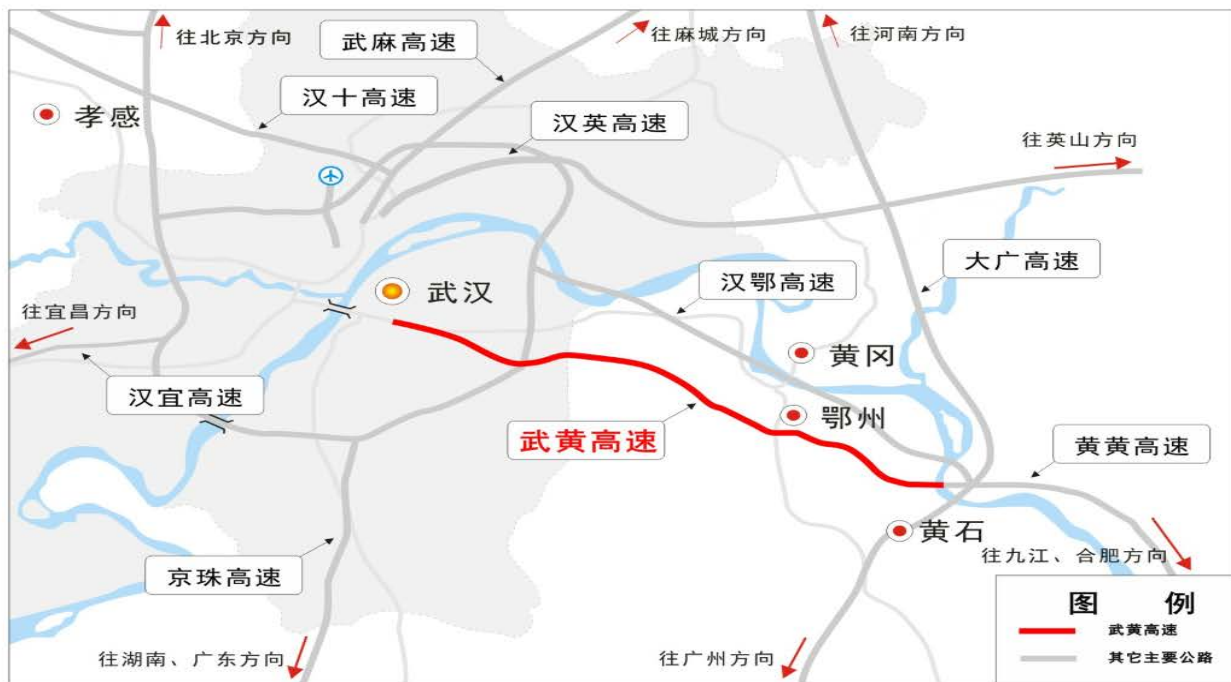 往北京方向
武麻高速
往麻城方向
往河南方向
汉十高速
孝感
汉英高速
往英山方向
大广高速
汉鄂高速
武汉
往宜昌方向
黄冈
汉宜高速
鄂州
武黄高速
黄黄高速
黄石
往九江、合肥方向
京珠高速
往湖南、广东方向
往广州方向
图 例
武黄高速
其它主要公路